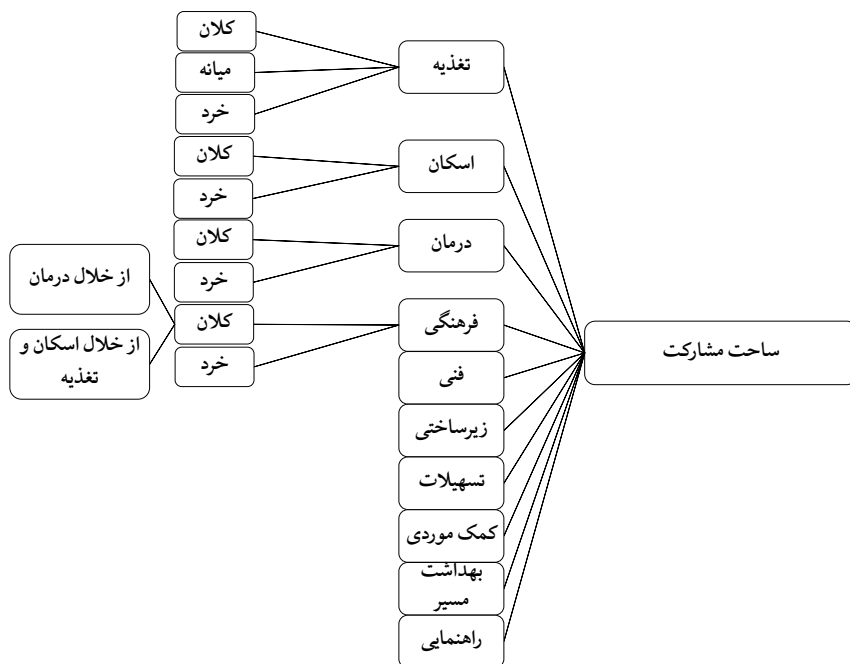 ساحت مشارکت
تغذیه
کلان
میانه
خرد
اسکان
کلان
خرد
درمان
کلان
خرد
فرهنگی
کلان
از خلال درمان
از خلال اسکان و
تغذیه
خرد
فنی
زیرساختی
تسهیلات
کمک موردی
بهداشت
مسیر
راهنمایی